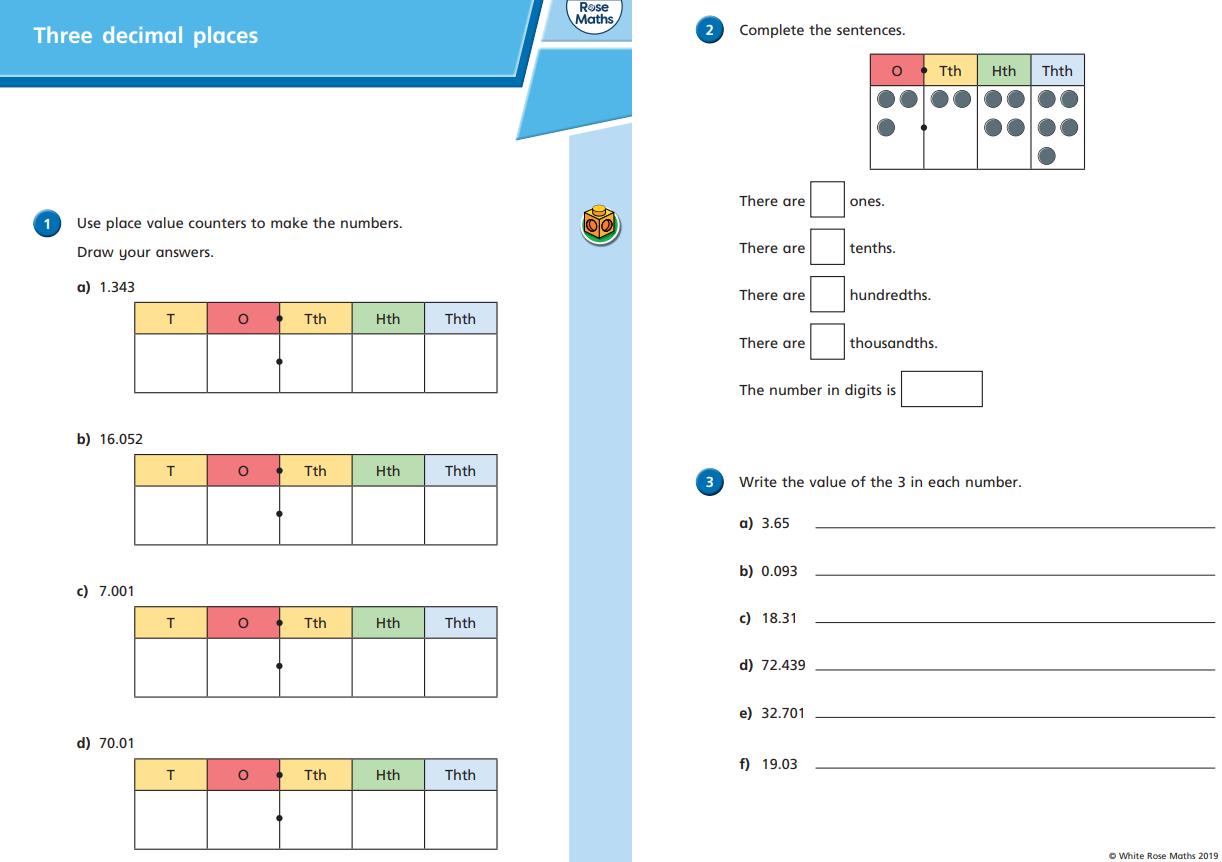 Three decimal places
Rose
Maths
1 Use place value counters to make the numbers.
Draw your answers.
a) 1.343
T O Tth Hth Thth
b) 16.052
T O Tth Hth Thth
c) 7.001
T O Tth Hth Thth
d) 70.01
T O Tth Hth Thth
2 Complete the sentences.
O Tth Hth Thth
There are ones.
There are tenths.
There are hundredths.
There are thousandths.
The number in digits is
3 Write the value of the 3 in each number.
a) 3.65
b) 0.093
c) 18.31
d) 72.439
e) 32.701
f) 19.03
© White Rose Maths 2019